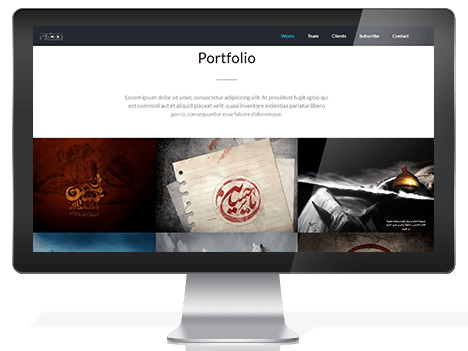 Works Team Clients Subscribe Contact
Portfolio
Lorem ipsum dolor sit amet, consectetur adipisicing elit. At provident fugit optio qui
est commodi aut et aliquid placeat velit, quasi inventore molestias pariatur libero
porro, consequuntur esse labore doloremque.